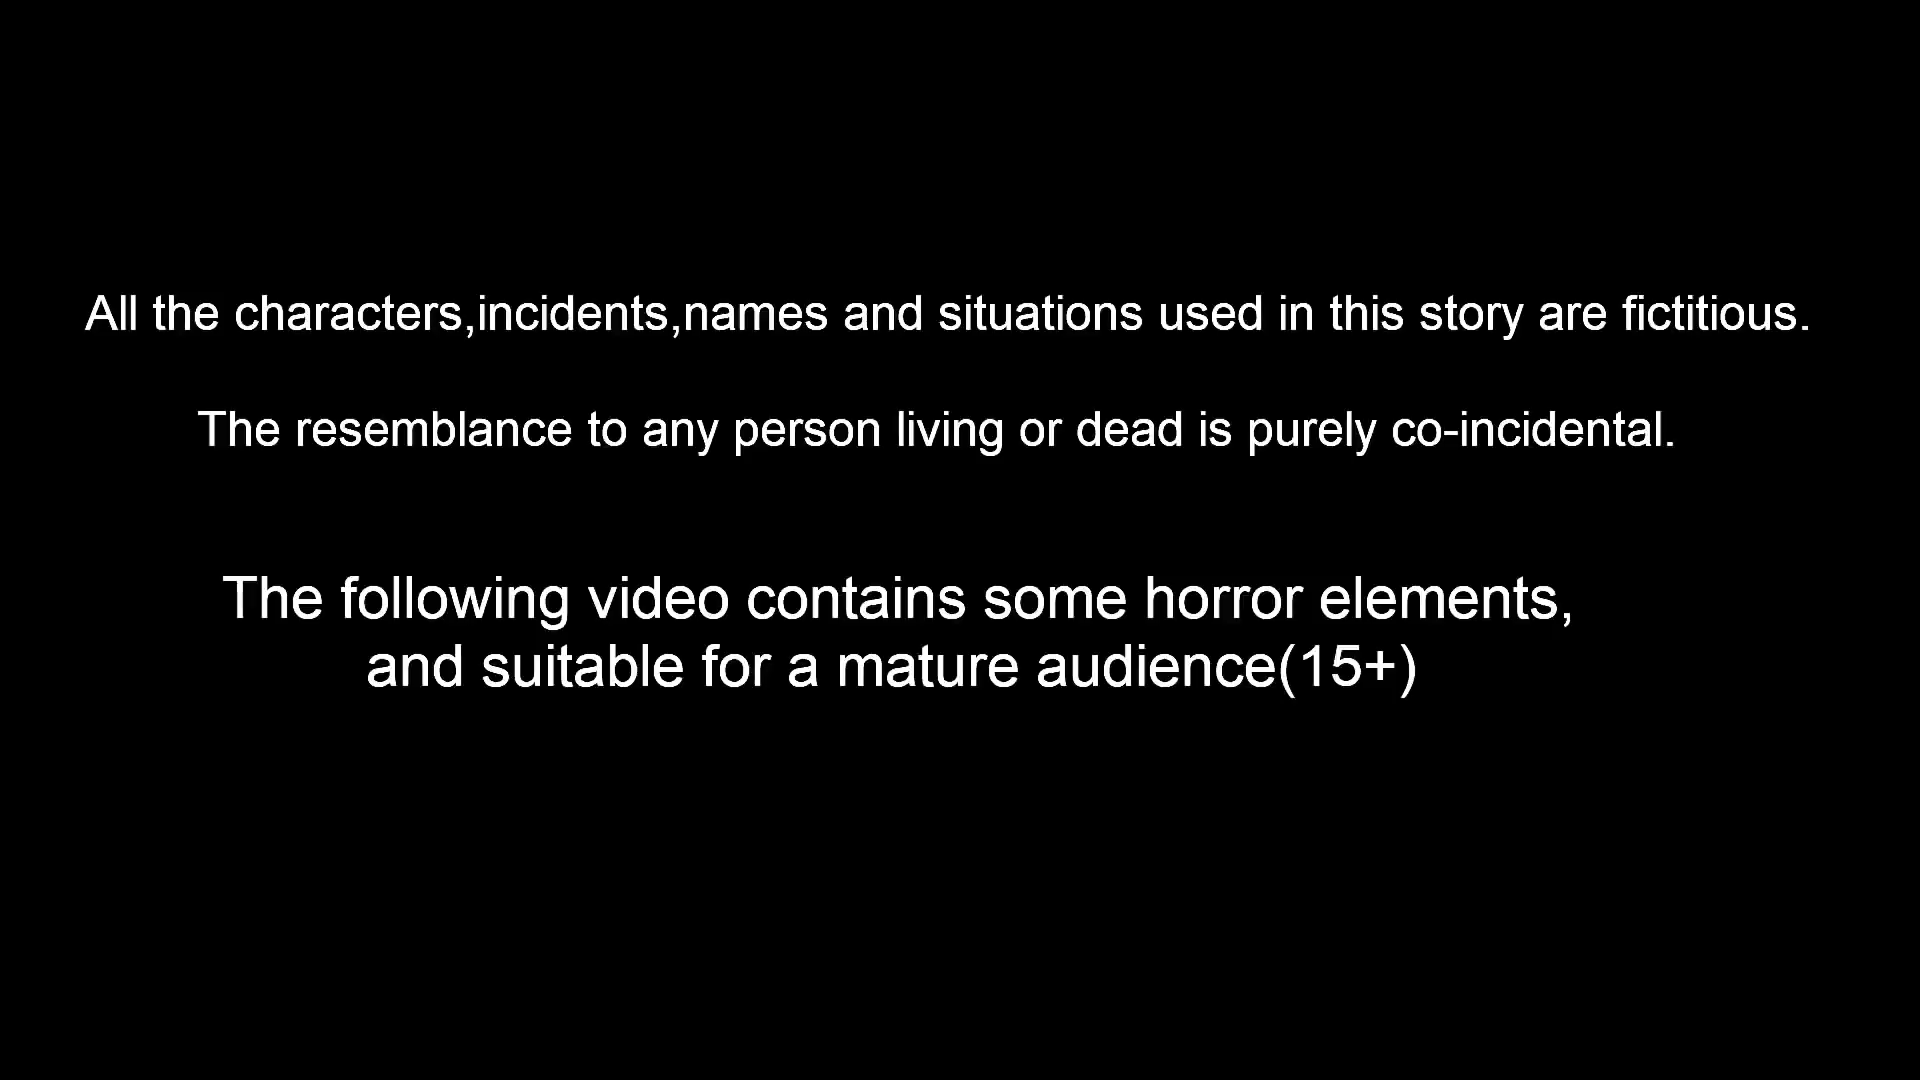 All the characters,incidents,names and situations used in this story are fictitious.
The resemblance to any person living or dead is purely co-incidental.
The following video contains some horror elements,
and suitable for a mature audience(15+)